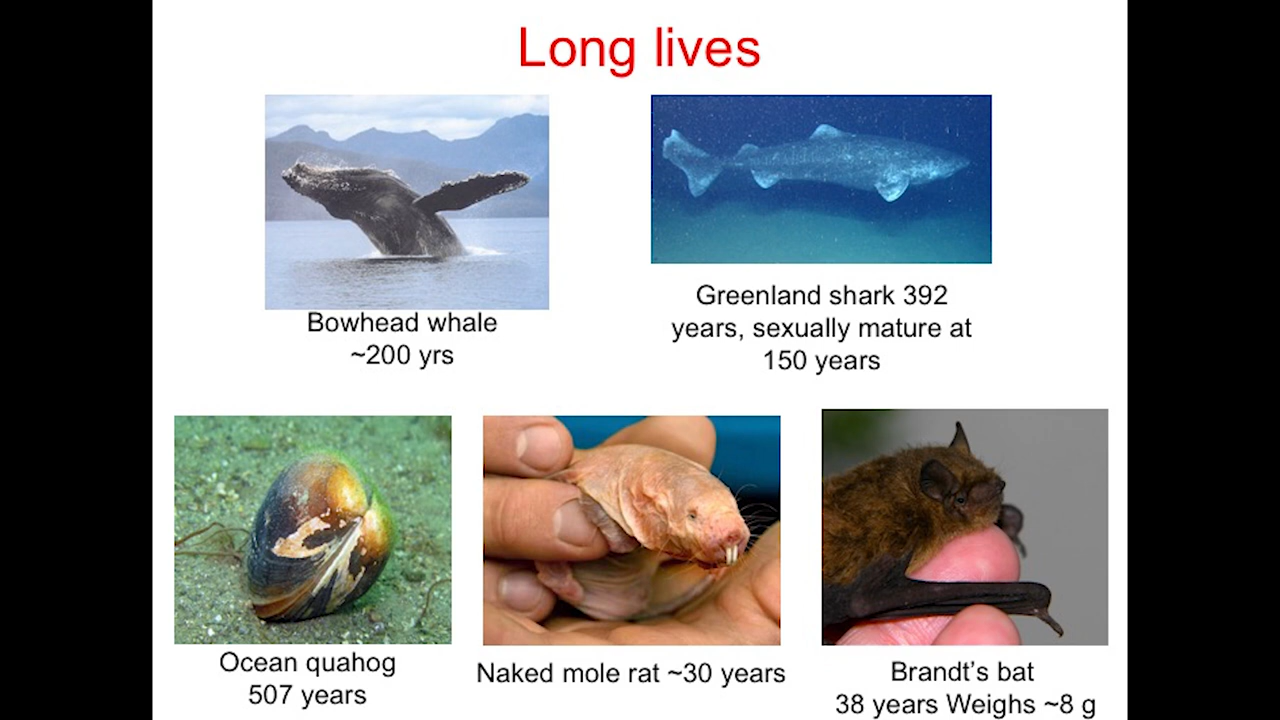 Long lives
Bowhead whale
~200 yrs
Greenland shark 392
years, sexually mature at
150 years
Ocean quahog
507 years
Naked mole rat ~30 years
Brandt’s bat
38 years Weighs ~8 g